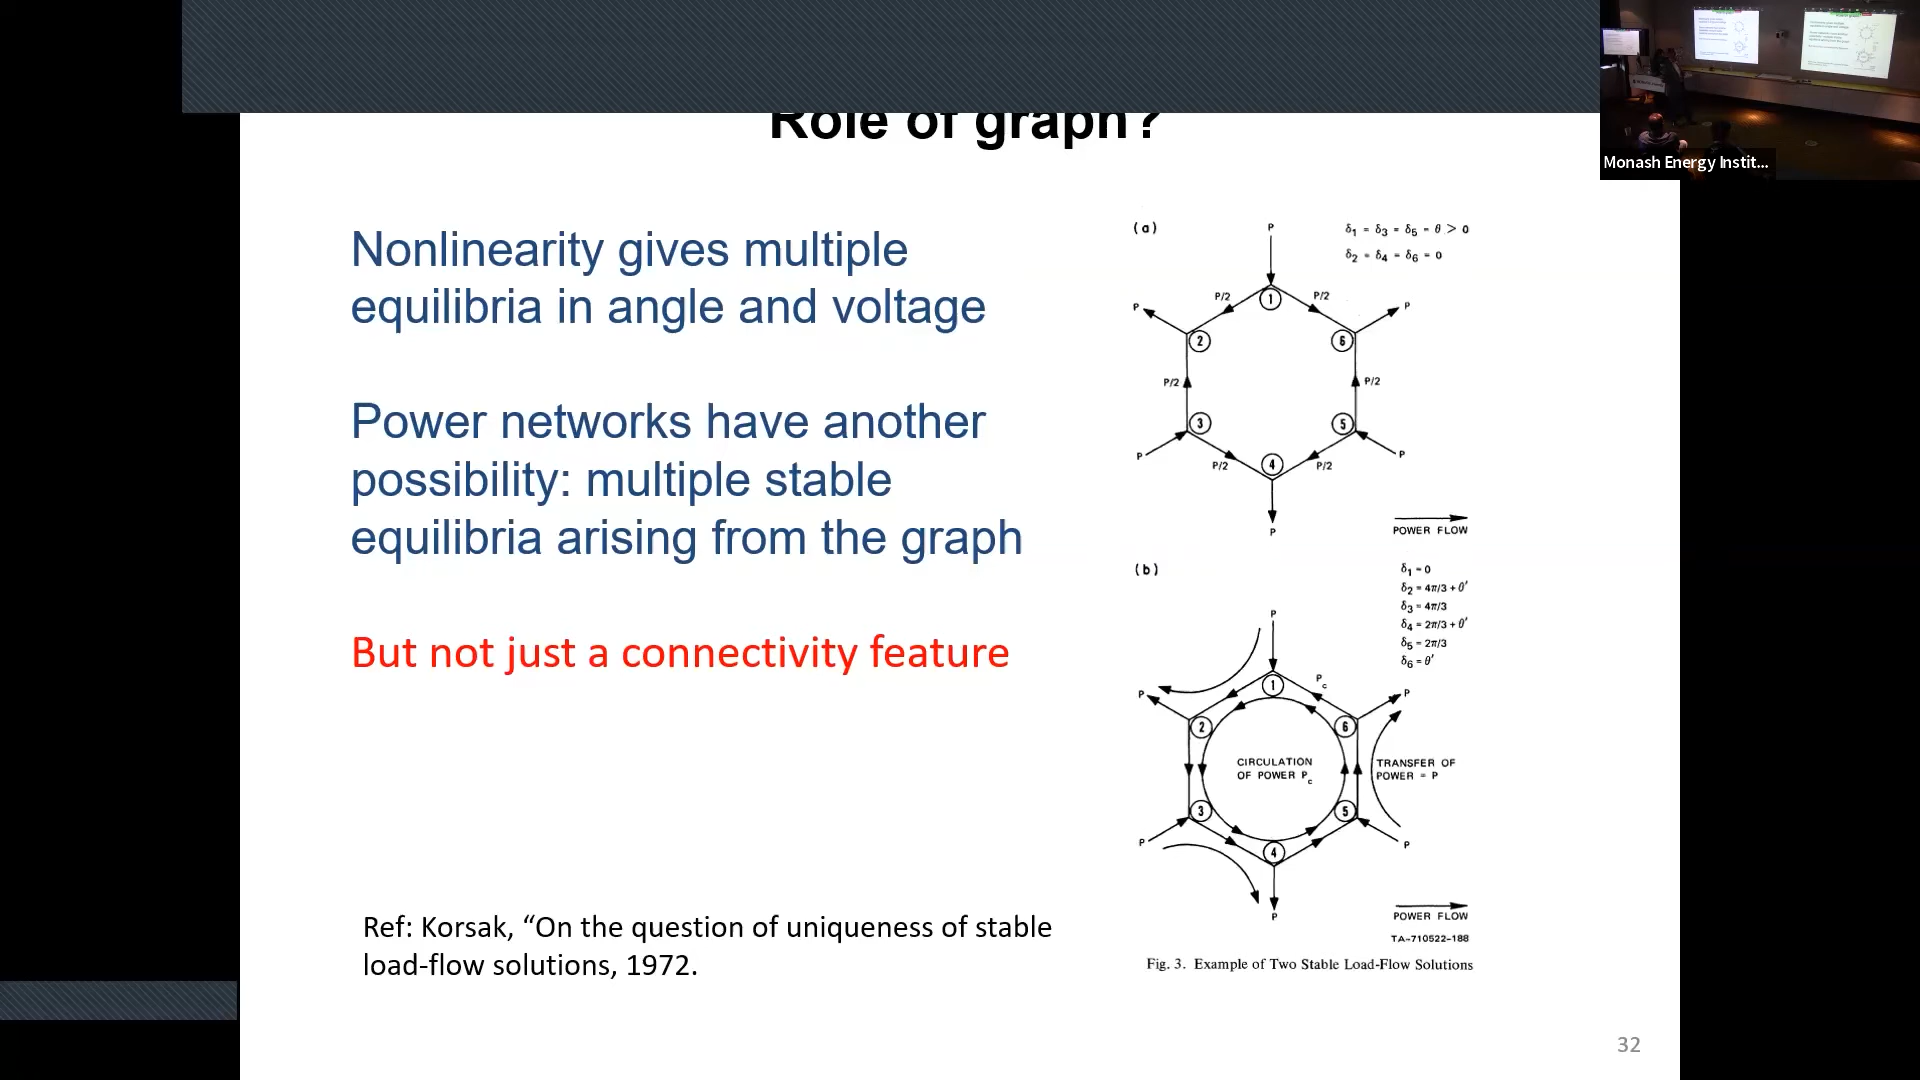 Role of graph?
Monash Energy Instit...
Nonlinearity gives multiple
equilibria in angle and voltage
Power networks have another
possibility: multiple stable
equilibria arising from the graph
But not just a connectivity feature
Ref: Korsak, “On the question of uniqueness of stable
load-flow solutions, 1972.
(a)
P
δ₁ = δ₃ = δ₅ = θ > 0
δ₂ = δ₄ = δ₆ = 0
P/2
P/2
1
P
P
2
6
P/2
P/2
3
5
4
P
P
P/2
P/2
P
POWER FLOW
(b)
δ₁ = 0
δ₂ = 4π/3 + θ′
δ₃ = 4π/3
δ₄ = 2π/3 + θ′
δ₅ = 2π/3
δ₆ = θ′
P
P
1
P꜀
P
2
6
CIRCULATION
OF POWER P꜀
TRANSFER OF
POWER = P
3
5
P
4
P
P
POWER FLOW
TA-710522-188
Fig. 3. Example of Two Stable Load-Flow Solutions
32